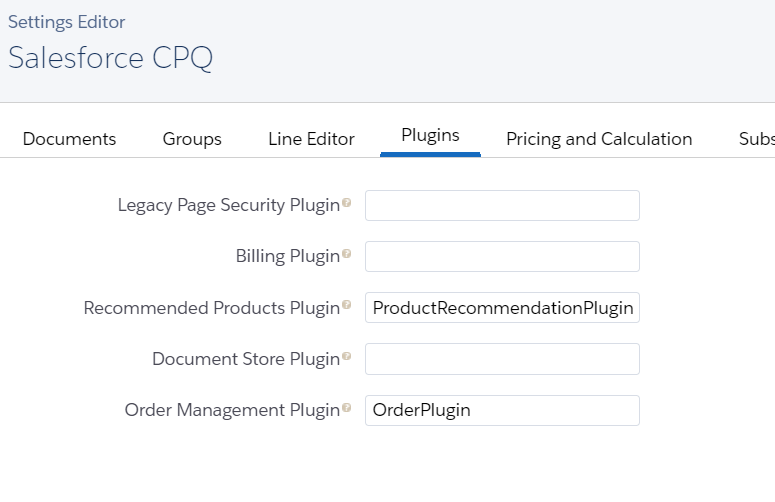 Settings Editor
Salesforce CPQ
Documents Groups Line Editor Plugins Pricing and Calculation Subs
Legacy Page Security Plugin ?
Billing Plugin ?
Recommended Products Plugin ? ProductRecommendationPlugin
Document Store Plugin ?
Order Management Plugin ? OrderPlugin